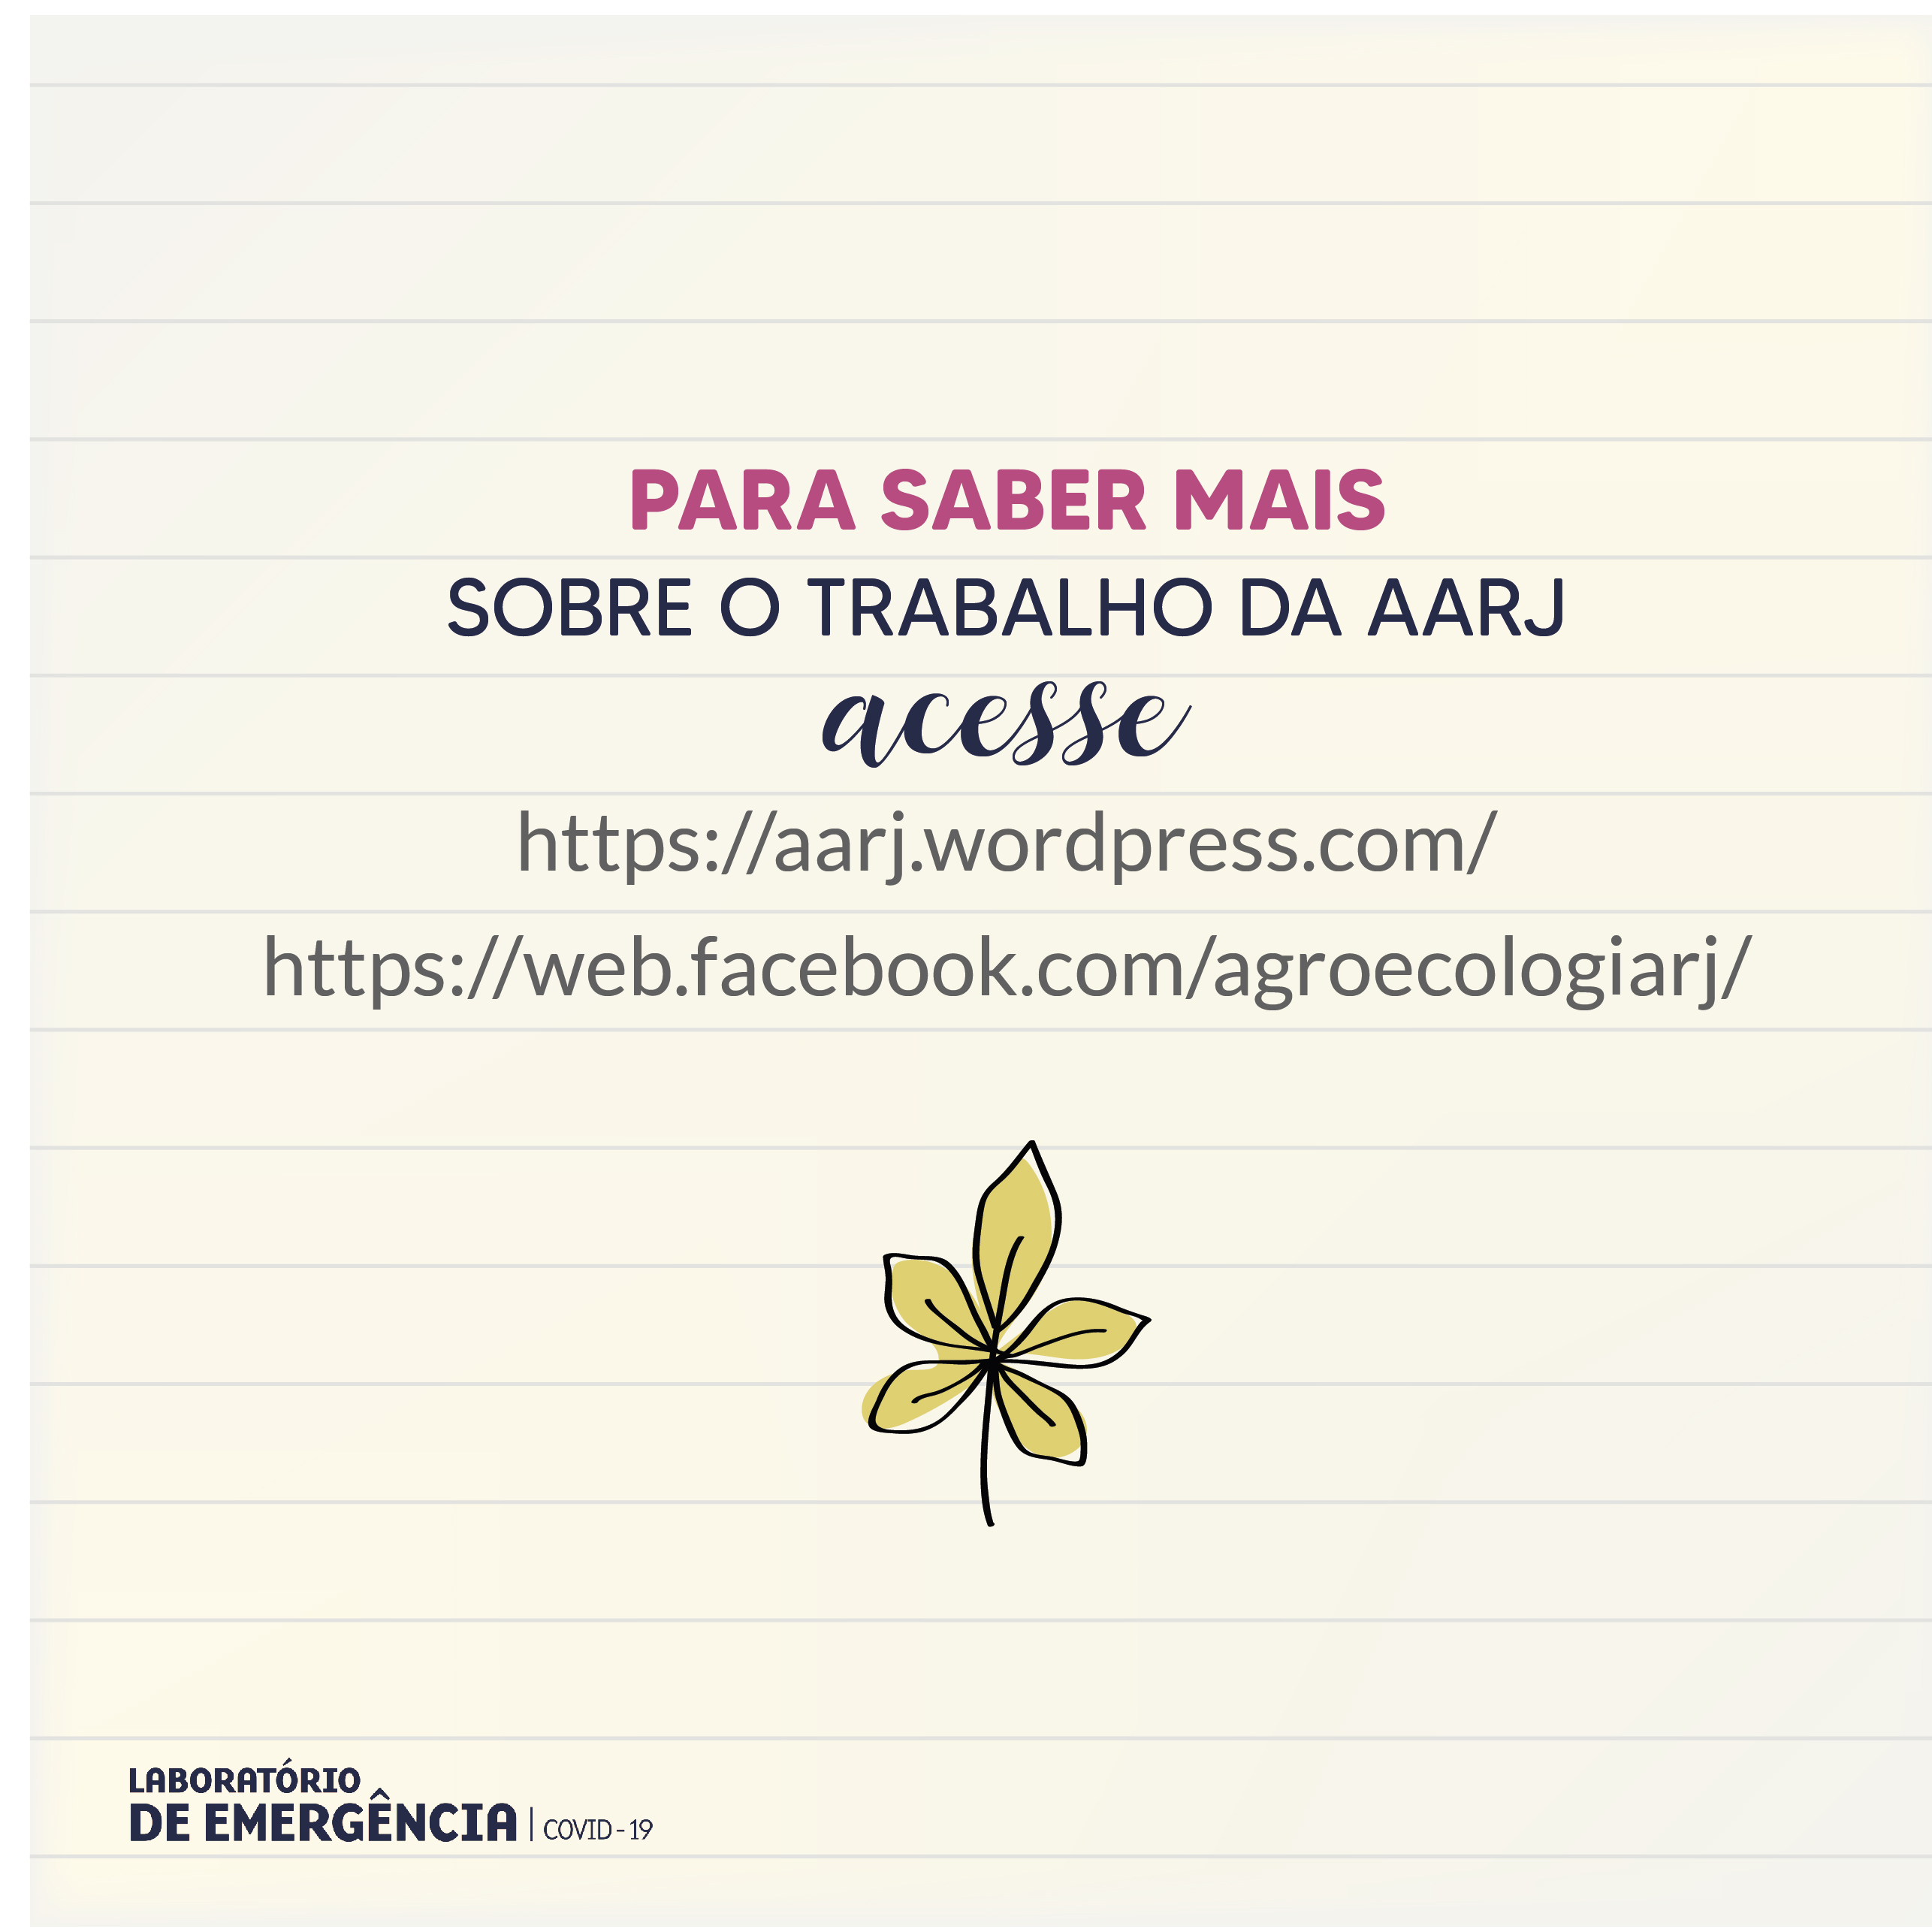 PARA SABER MAIS
SOBRE O TRABALHO DA AARJ
acesse
https://aarj.wordpress.com/
https://web.facebook.com/agroecologiarj/
LABORATÓRIO
DE EMERGÊNCIA | COVID-19